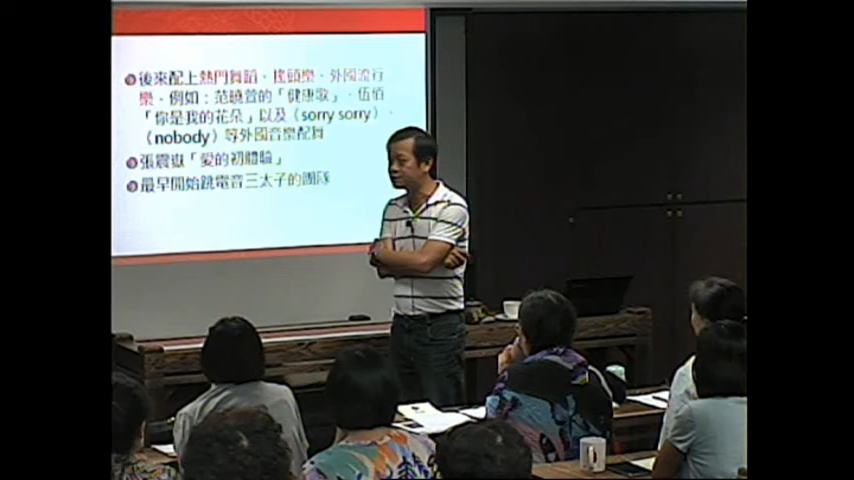 後來配上熱門舞蹈、搖頭樂、外國流行
樂，例如：范曉萱的「健康歌」、伍佰
「你是我的花朵」以及〈sorry sorry〉、
〈nobody〉等外國音樂配舞
張震嶽「愛的初體驗」
最早開始跳電音三太子的團隊